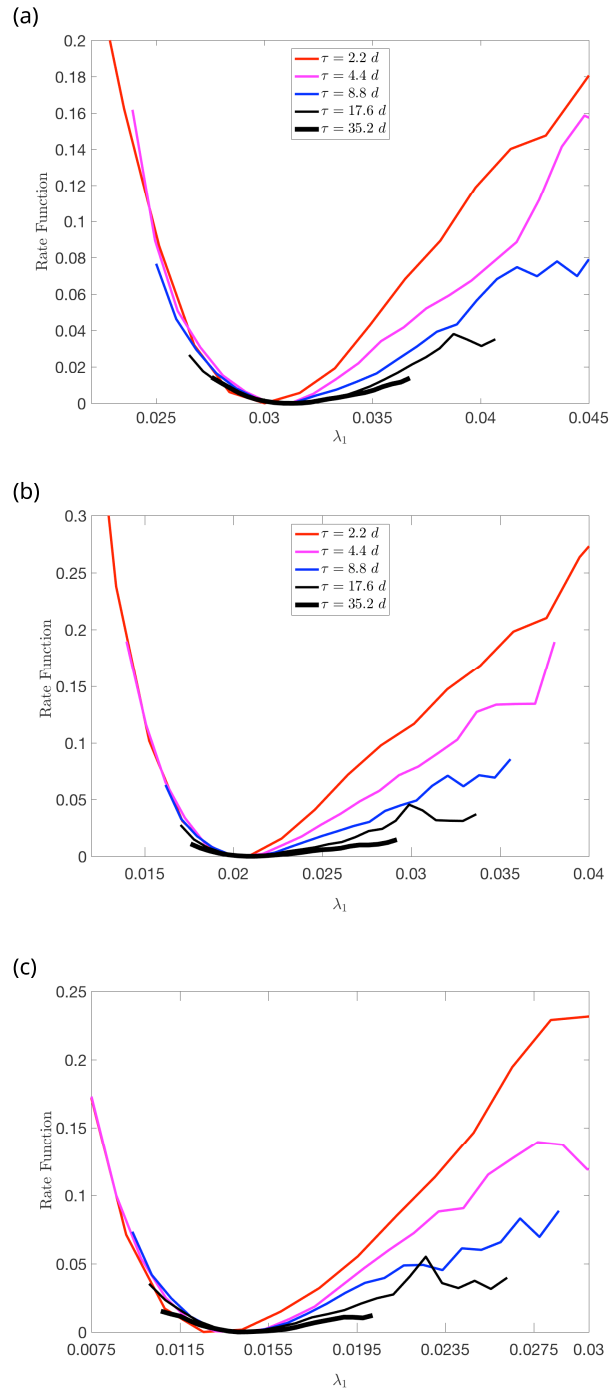 (a)
0.2
0.18
0.16
0.14
0.12
0.1
0.08
0.06
0.04
0.02
0
Rate Function
τ = 2.2 d
τ = 4.4 d
τ = 8.8 d
τ = 17.6 d
τ = 35.2 d
0.025 0.03 0.035 0.04 0.045
λ₁
(b)
0.3
0.25
0.2
0.15
0.1
0.05
0
Rate Function
τ = 2.2 d
τ = 4.4 d
τ = 8.8 d
τ = 17.6 d
τ = 35.2 d
0.015 0.02 0.025 0.03 0.035 0.04
λ₁
(c)
0.25
0.2
0.15
0.1
0.05
0
Rate Function
0.0075 0.0115 0.0155 0.0195 0.0235 0.0275 0.03
λ₁